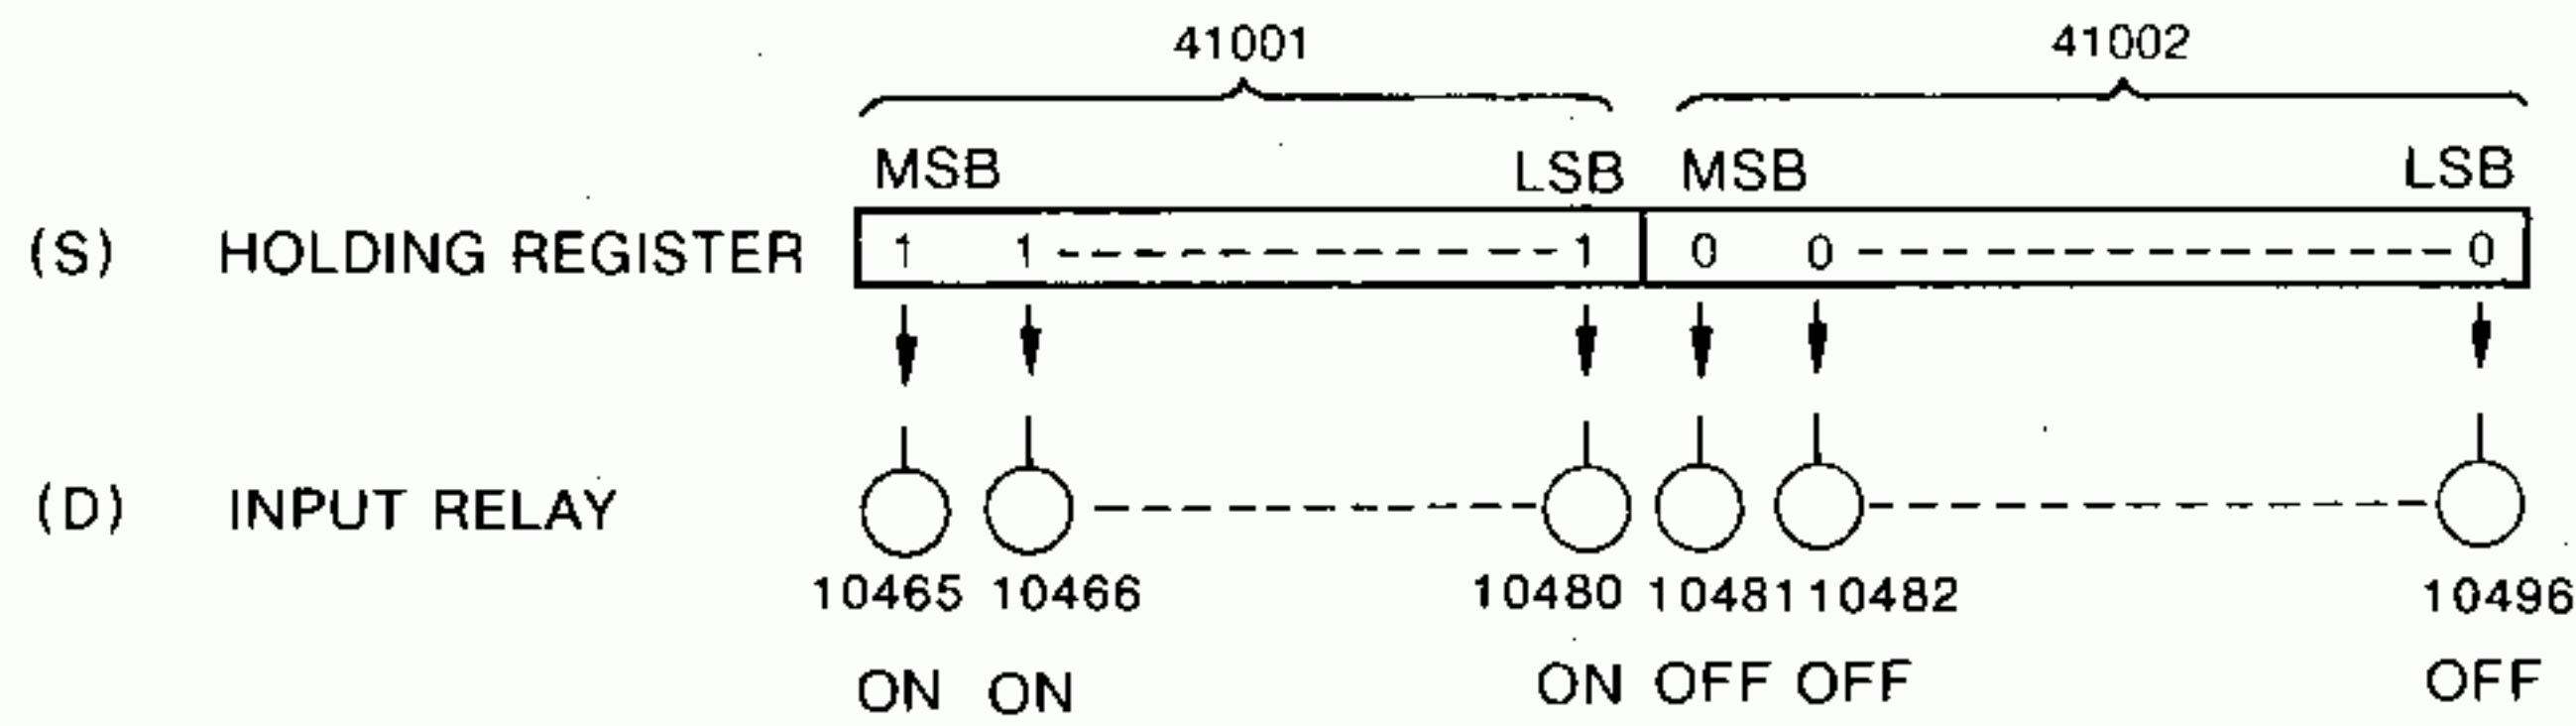 41001 41002
MSB LSB MSB LSB
(S) HOLDING REGISTER 1 1 1 0 0 0
(D) INPUT RELAY
10465 10466 10480 10481 10482 10496
ON ON ON OFF OFF OFF